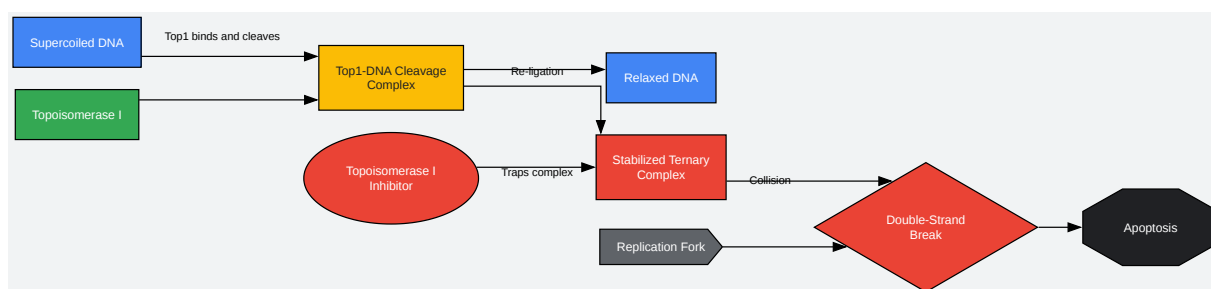 Supercoiled DNA
Top1 binds and cleaves
Topoisomerase I
Top1-DNA Cleavage
Complex
Re-ligation
Relaxed DNA
Topoisomerase I
Inhibitor
Traps complex
Stabilized Ternary
Complex
Collision
Replication Fork
Double-Strand
Break
Apoptosis